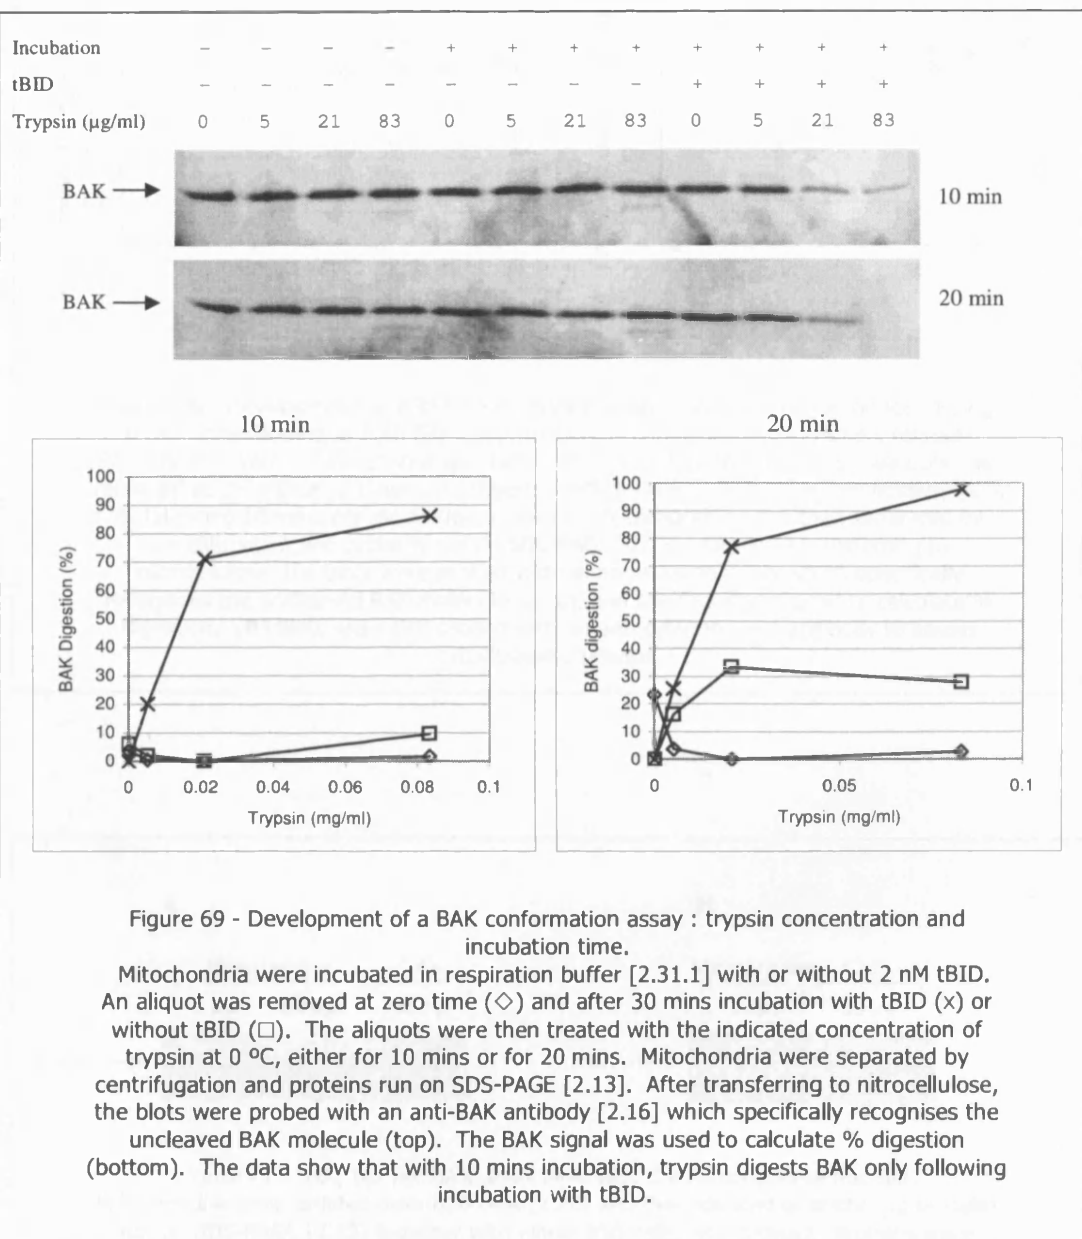 Incubation − − − − + + + + + + + +
tBID − − − − − − − − + + + +
Trypsin (µg/ml) 0 5 21 83 0 5 21 83 0 5 21 83
BAK 10 min
BAK 20 min
10 min 20 min
100
90
80
70
60
50
40
30
20
10
0
BAK Digestion (%)
0 0.02 0.04 0.06 0.08 0.1
Trypsin (mg/ml)
100
90
80
70
60
50
40
30
20
10
0
BAK digestion (%)
0 0.05 0.1
Trypsin (mg/ml)
Figure 69 - Development of a BAK conformation assay : trypsin concentration and
incubation time.
Mitochondria were incubated in respiration buffer [2.31.1] with or without 2 nM tBID.
An aliquot was removed at zero time (◇) and after 30 mins incubation with tBID (x) or
without tBID (□). The aliquots were then treated with the indicated concentration of
trypsin at 0 ºC, either for 10 mins or for 20 mins. Mitochondria were separated by
centrifugation and proteins run on SDS-PAGE [2.13]. After transferring to nitrocellulose,
the blots were probed with an anti-BAK antibody [2.16] which specifically recognises the
uncleaved BAK molecule (top). The BAK signal was used to calculate % digestion
(bottom). The data show that with 10 mins incubation, trypsin digests BAK only following
incubation with tBID.